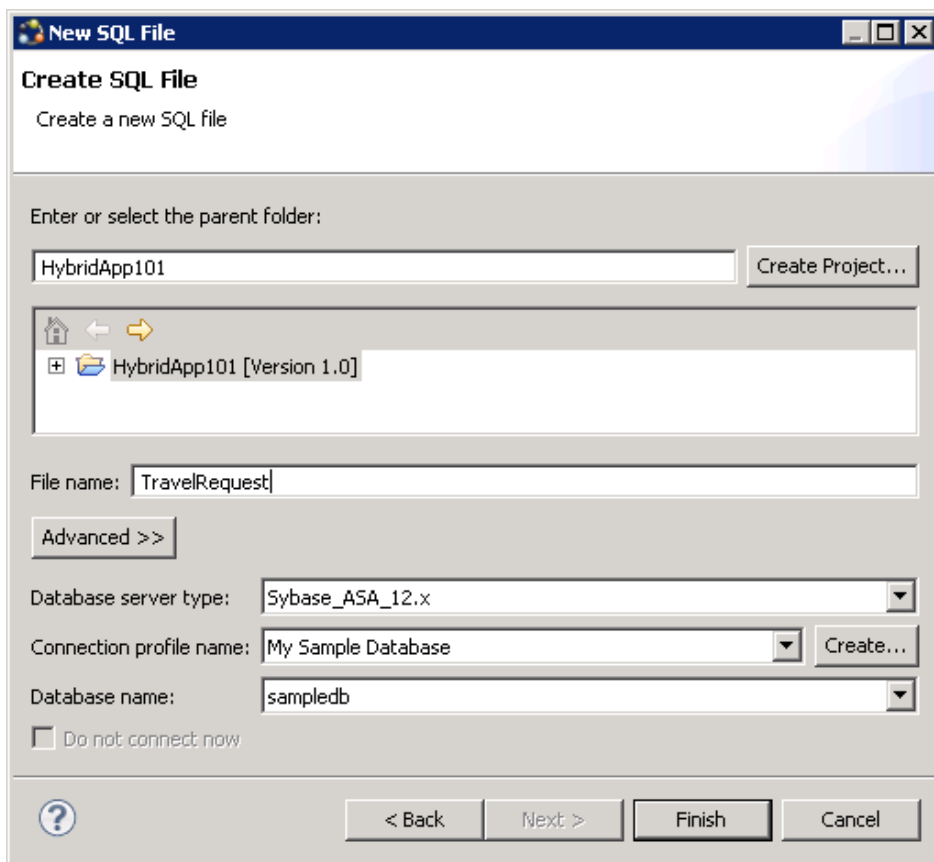 New SQL File
Create SQL File
Create a new SQL file
Enter or select the parent folder:
HybridApp101
Create Project...
HybridApp101 [Version 1.0]
File name: TravelRequest
Advanced >>
Database server type: Sybase_ASA_12.x
Connection profile name: My Sample Database Create...
Database name: sampledb
Do not connect now
? < Back Next > Finish Cancel